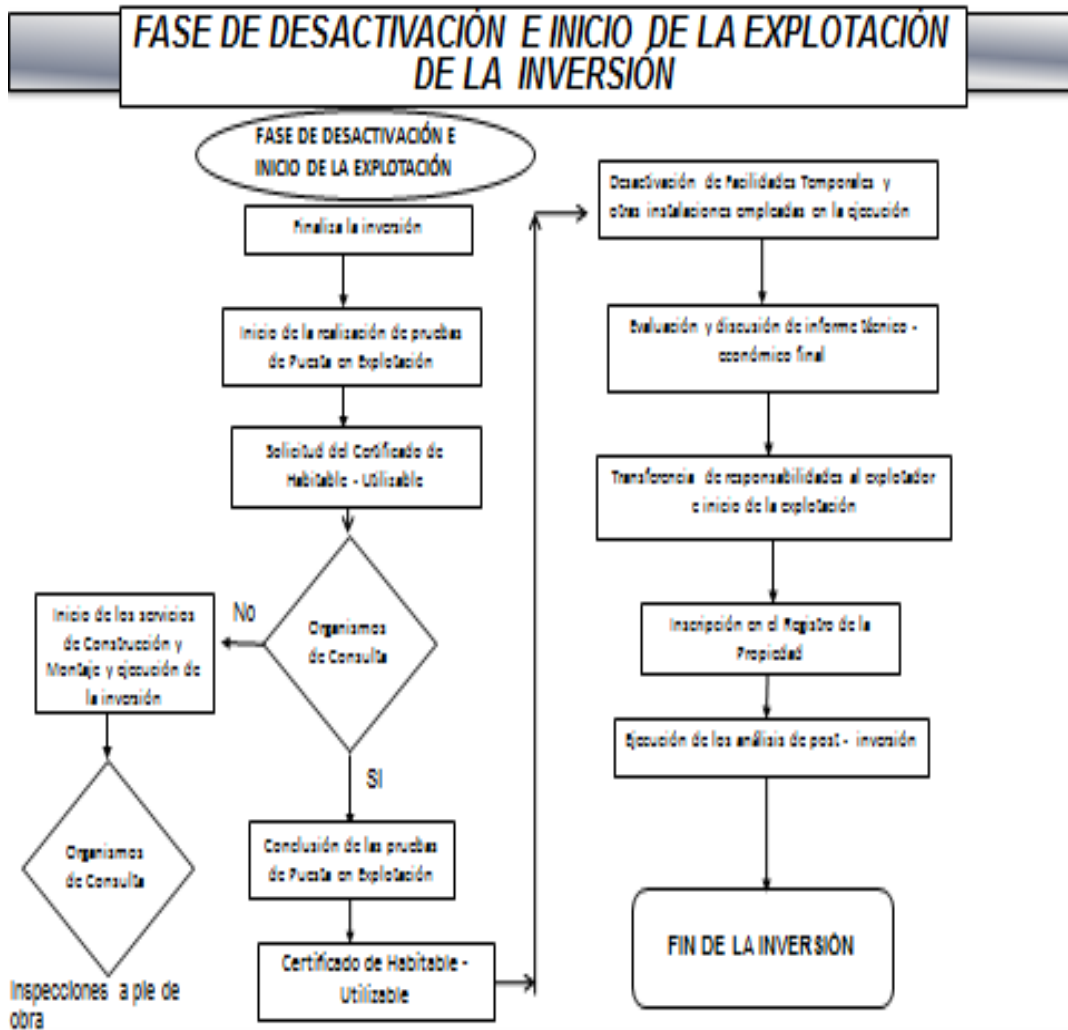 FASE DE DESACTIVACIÓN E INICIO DE LA EXPLOTACIÓN
DE LA INVERSIÓN
FASE DE DESACTIVACIÓN E
INICIO DE LA EXPLOTACIÓN
Finaliza la inversión
Inicio de la realización de pruebas
de Puesta en Explotación
Solicitud del Certificado de
Habitable - Utilizable
Organismos
de Consulta
No
Inicio de los servicios
de Construcción y
Montaje y ejecución de
la inversión
Organismos
de Consulta
Inspecciones a pie de
obra
SI
Conclusión de las pruebas
de Puesta en Explotación
Certificado de Habitable -
Utilizable
Desactivación de Facilidades Temporales y
otras instalaciones empleadas en la ejecución
Evaluación y discusión de informe técnico -
económico final
Transferencia de responsabilidades al explotador
e inicio de la explotación
Inscripción en el Registro de la
Propiedad
Ejecución de los análisis de post - inversión
FIN DE LA INVERSIÓN